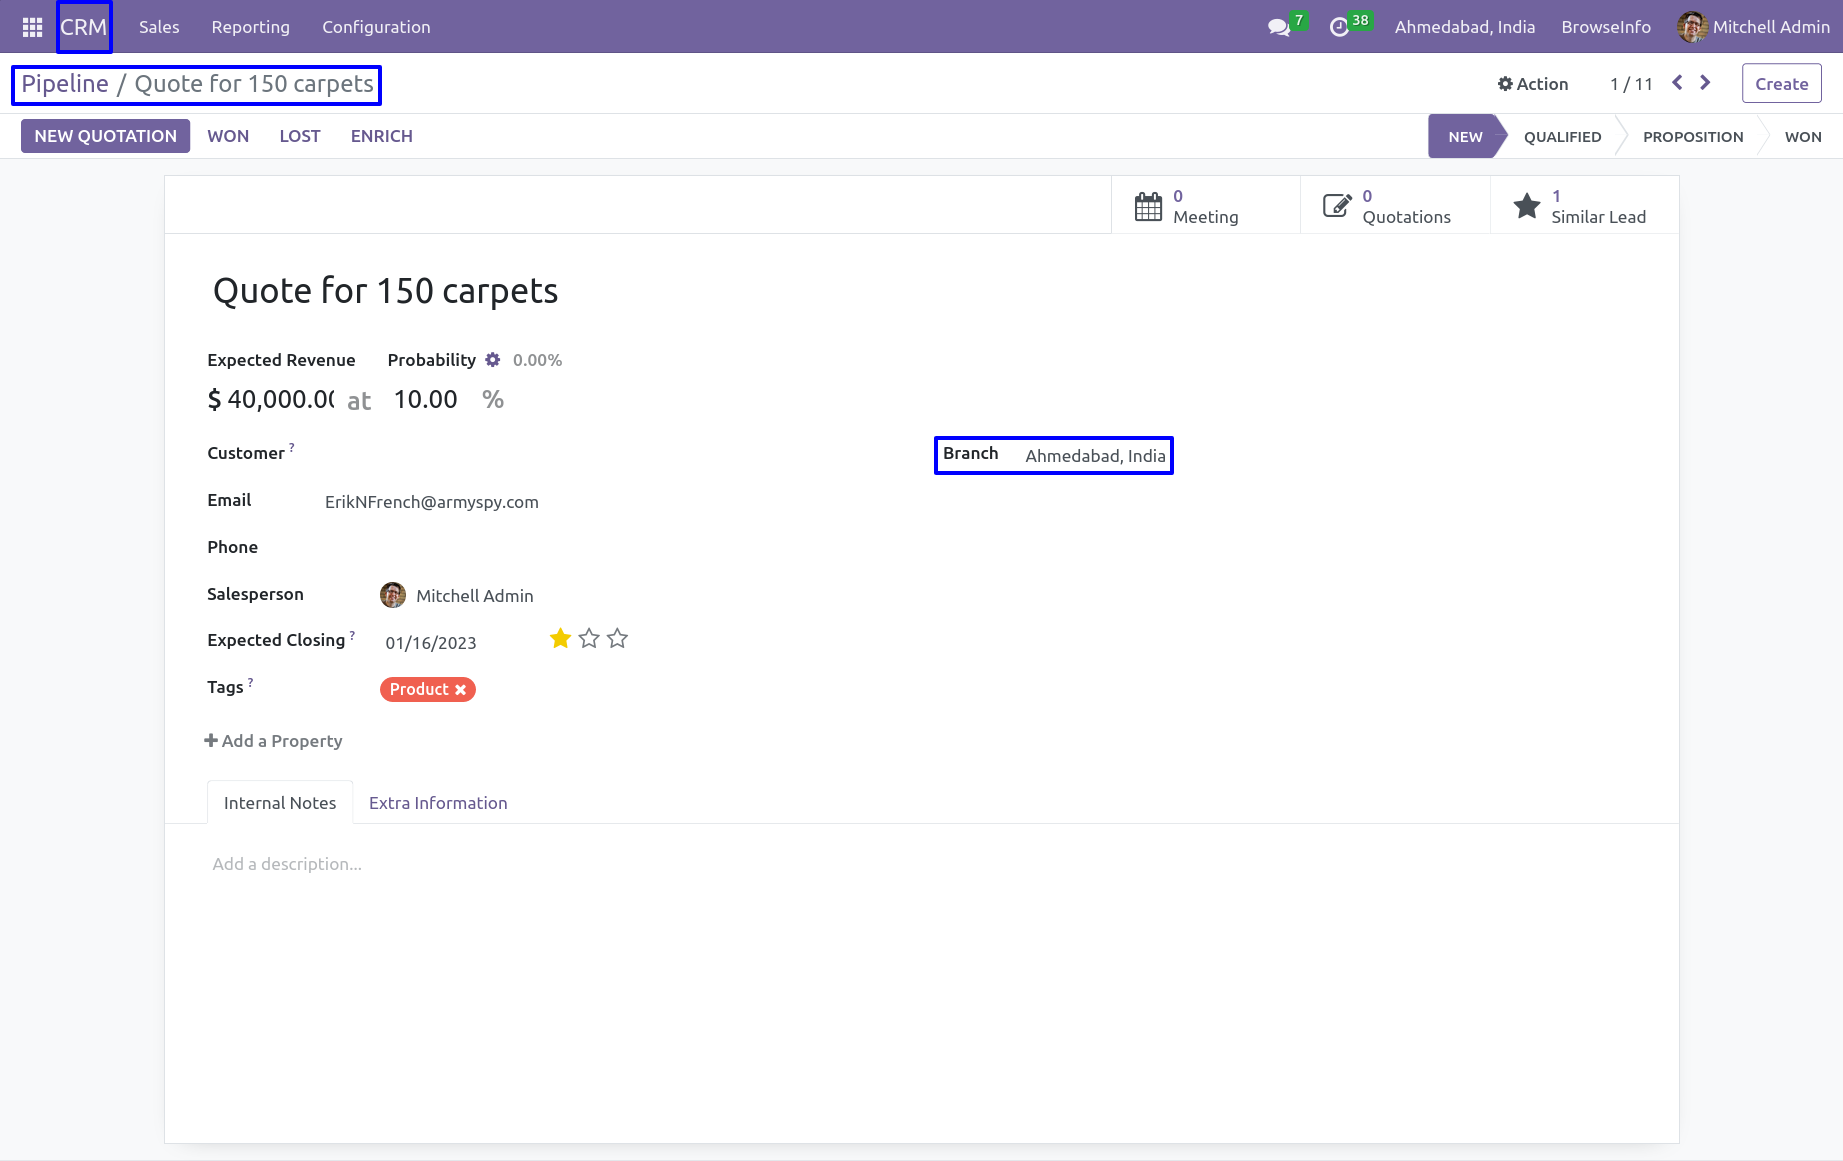 CRM Sales Reporting Configuration 7 38 Ahmedabad, India BrowseInfo Mitchell Admin
Pipeline / Quote for 150 carpets Action 1 / 11 Create
NEW QUOTATION WON LOST ENRICH NEW QUALIFIED PROPOSITION WON
0 Meeting
0 Quotations
1 Similar Lead
Quote for 150 carpets
Expected Revenue Probability 0.00%
$ 40,000.00 at 10.00 %
Customer ? Branch Ahmedabad, India
Email ErikNFrench@armyspy.com
Phone
Salesperson Mitchell Admin
Expected Closing ? 01/16/2023
Tags ? Product
Add a Property
Internal Notes Extra Information
Add a description...